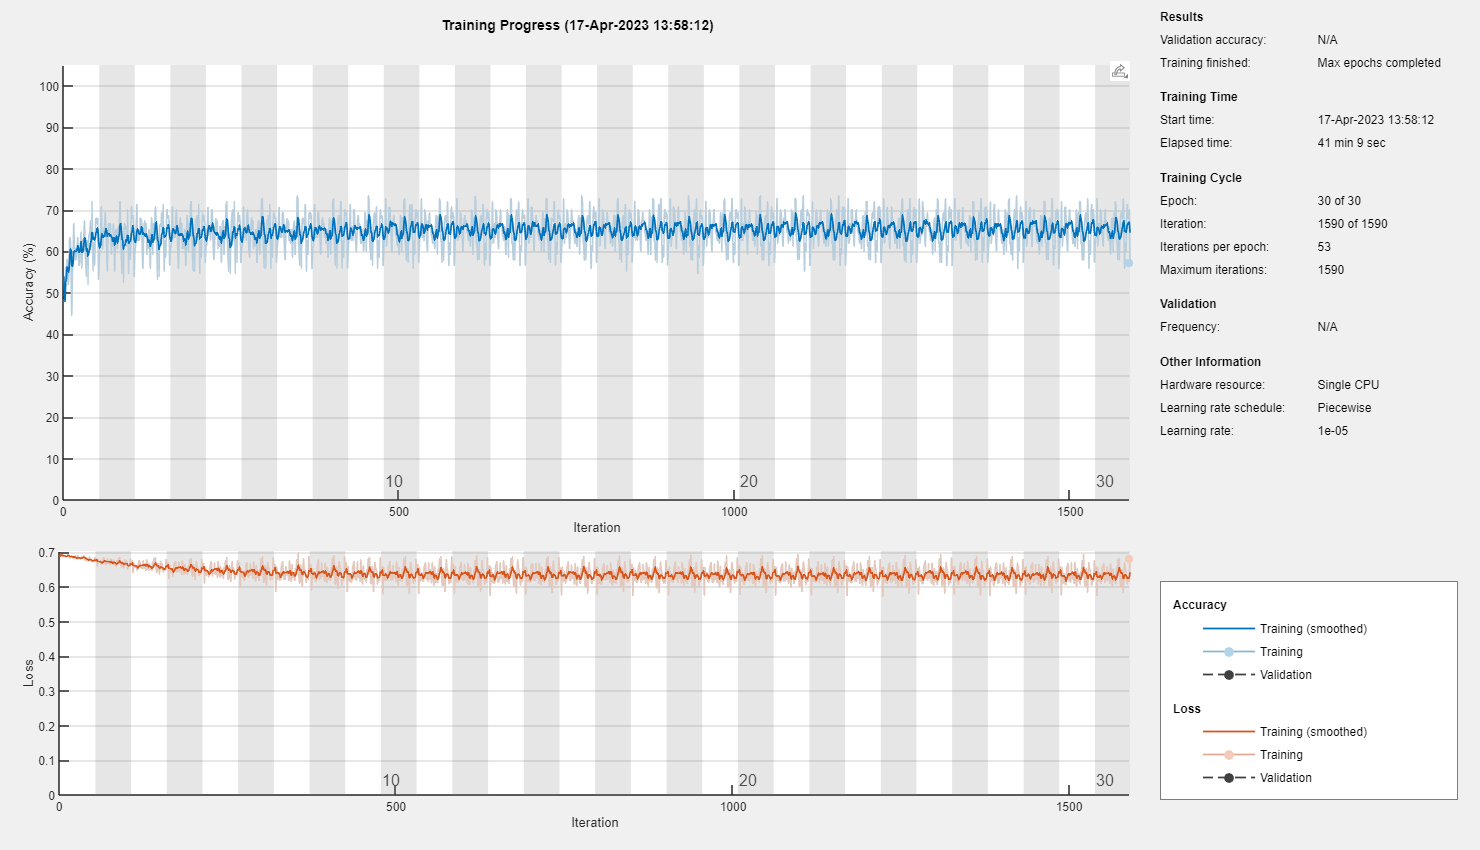 Training Progress (17-Apr-2023 13:58:12)
100
90
80
70
60
50
40
30
20
10
0
Accuracy (%)
10
20
30
0
500
1000
1500
Iteration
0.7
0.6
0.5
0.4
0.3
0.2
0.1
0
Loss
10
20
30
0
500
1000
1500
Iteration
Results
Validation accuracy: N/A
Training finished: Max epochs completed
Training Time
Start time: 17-Apr-2023 13:58:12
Elapsed time: 41 min 9 sec
Training Cycle
Epoch: 30 of 30
Iteration: 1590 of 1590
Iterations per epoch: 53
Maximum iterations: 1590
Validation
Frequency: N/A
Other Information
Hardware resource: Single CPU
Learning rate schedule: Piecewise
Learning rate: 1e-05
Accuracy
Training (smoothed)
Training
Validation
Loss
Training (smoothed)
Training
Validation